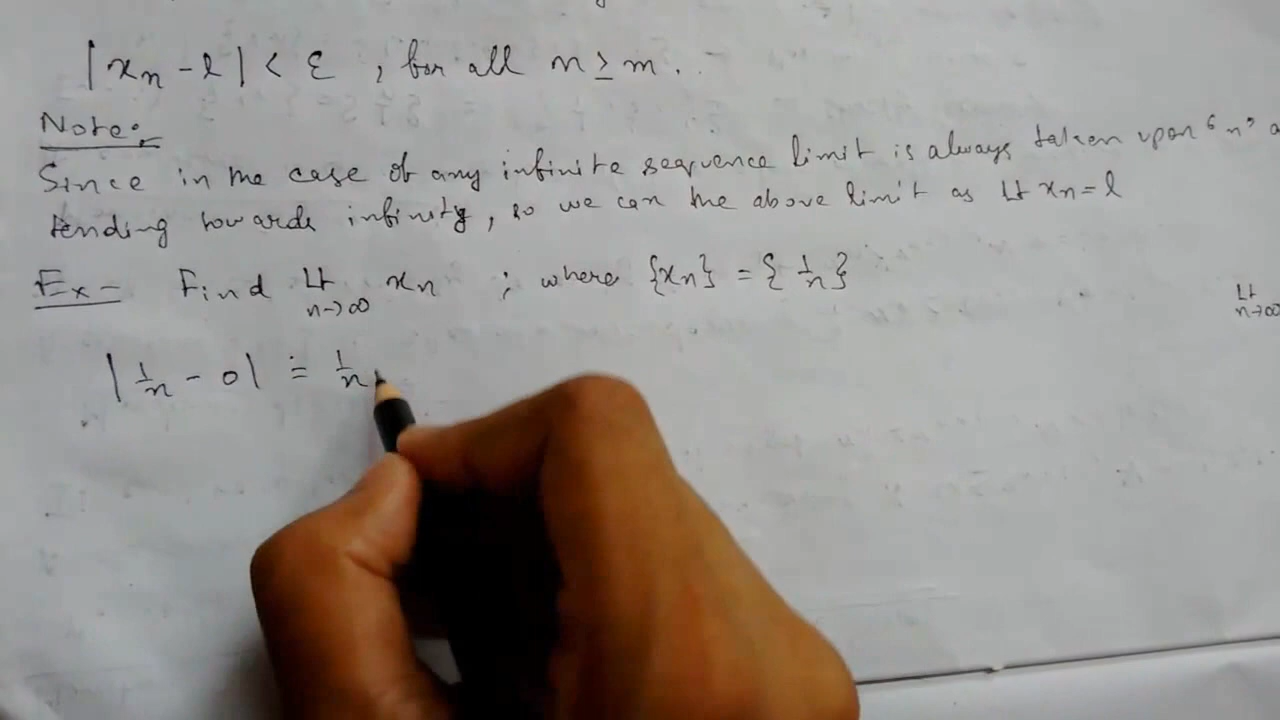 |xn - l| < ε , for all n ≥ m.
Note:
Since in the case of any infinite sequence limit is always taken upon 'n' a
tending towards infinity, so we can the above limit as Lt xn = l
Ex- Find Lt n→∞ xn ; where {xn} = {1/n}
Lt n→∞
|1/n - 0| = 1/n